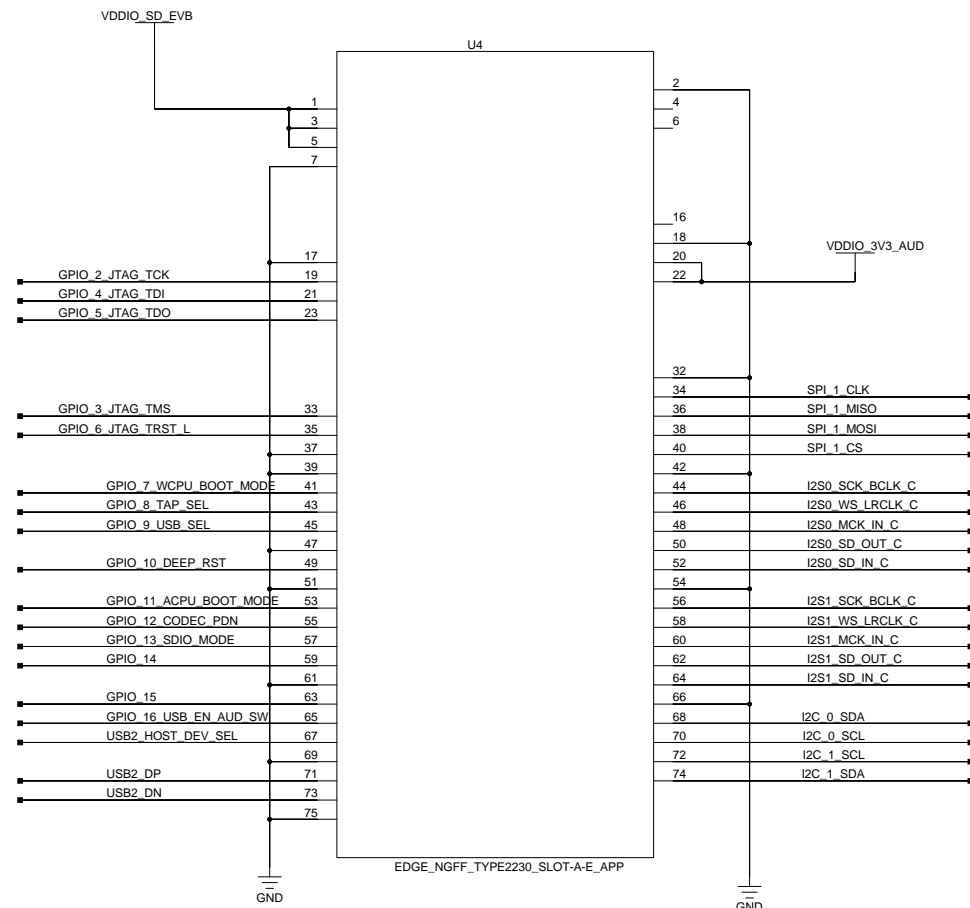 VDDIO_SD_EVB
U4
2
1
4
3
6
5
7
16
18
VDDIO_3V3_AUD
17
20
GPIO_2_JTAG_TCK 19
22
GPIO_4_JTAG_TDI 21
GPIO_5_JTAG_TDO 23
32
34 SPI_1_CLK
GPIO_3_JTAG_TMS 33
36 SPI_1_MISO
GPIO_6_JTAG_TRST_L 35
38 SPI_1_MOSI
37
40 SPI_1_CS
39
42
GPIO_7_WCPU_BOOT_MODE 41
44 I2S0_SCK_BCLK_C
GPIO_8_TAP_SEL 43
46 I2S0_WS_LRCLK_C
GPIO_9_USB_SEL 45
48 I2S0_MCK_IN_C
47
50 I2S0_SD_OUT_C
GPIO_10_DEEP_RST 49
52 I2S0_SD_IN_C
51
54
GPIO_11_ACPU_BOOT_MODE 53
56 I2S1_SCK_BCLK_C
GPIO_12_CODEC_PDN 55
58 I2S1_WS_LRCLK_C
GPIO_13_SDIO_MODE 57
60 I2S1_MCK_IN_C
GPIO_14 59
62 I2S1_SD_OUT_C
61
64 I2S1_SD_IN_C
GPIO_15 63
66
GPIO_16_USB_EN_AUD_SW 65
68 I2C_0_SDA
USB2_HOST_DEV_SEL 67
70 I2C_0_SCL
69
72 I2C_1_SCL
USB2_DP 71
74 I2C_1_SDA
USB2_DN 73
75
EDGE_NGFF_TYPE2230_SLOT-A-E_APP
GND
GND